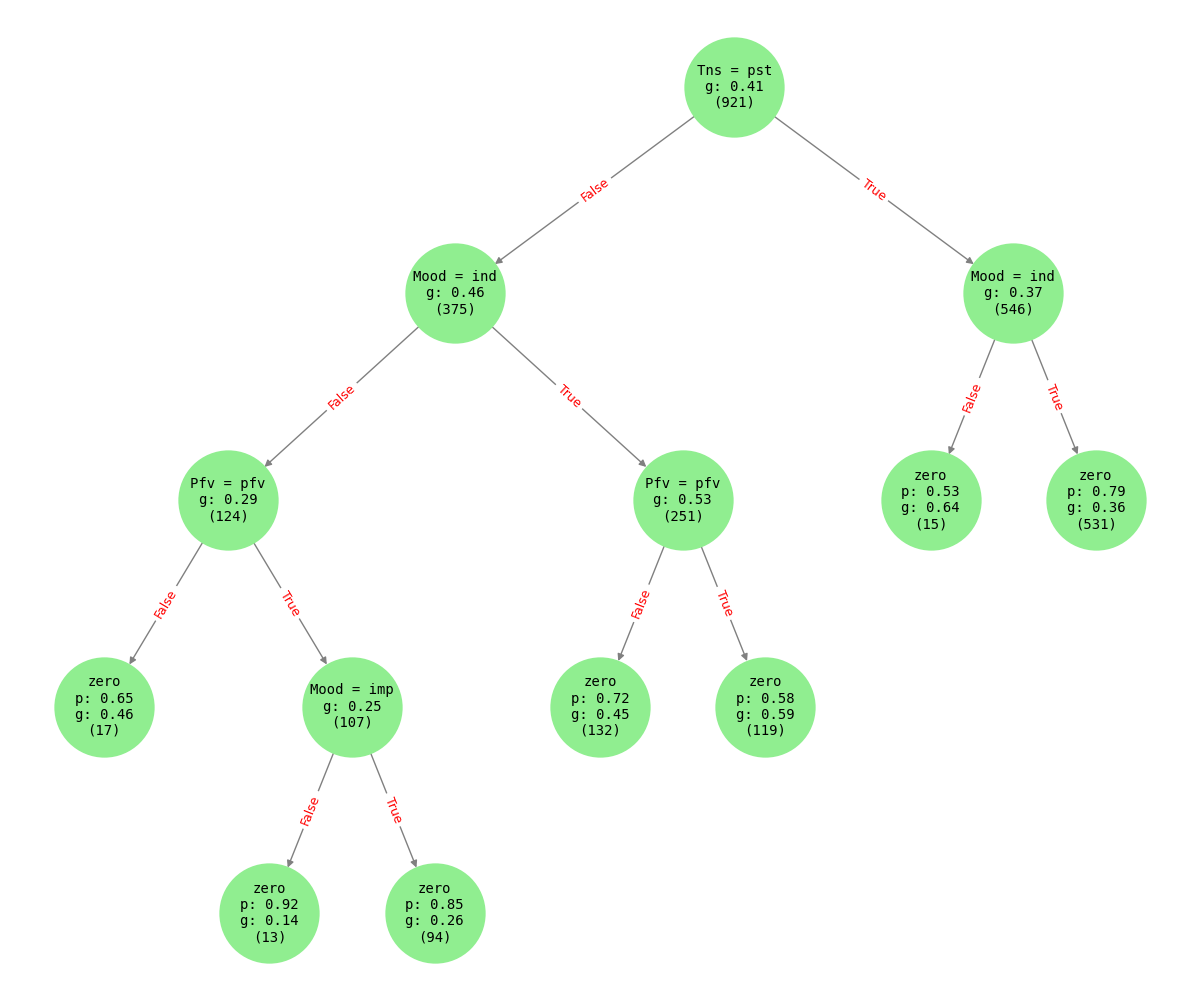 Tns = pst
g: 0.41
(921)
False
True
Mood = ind
g: 0.46
(375)
Mood = ind
g: 0.37
(546)
False
True
False
True
Pfv = pfv
g: 0.29
(124)
Pfv = pfv
g: 0.53
(251)
zero
p: 0.53
g: 0.64
(15)
zero
p: 0.79
g: 0.36
(531)
False
True
False
True
zero
p: 0.65
g: 0.46
(17)
Mood = imp
g: 0.25
(107)
zero
p: 0.72
g: 0.45
(132)
zero
p: 0.58
g: 0.59
(119)
False
True
zero
p: 0.92
g: 0.14
(13)
zero
p: 0.85
g: 0.26
(94)